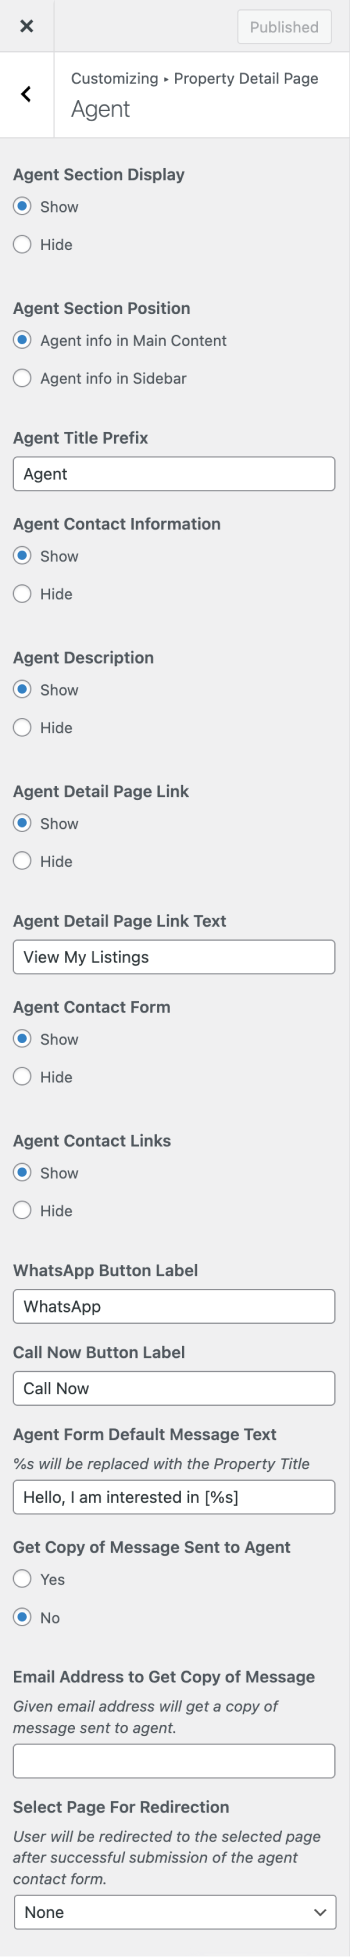 Published
Customizing ▸ Property Detail Page
Agent
Agent Section Display
Show
Hide
Agent Section Position
Agent info in Main Content
Agent info in Sidebar
Agent Title Prefix
Agent
Agent Contact Information
Show
Hide
Agent Description
Show
Hide
Agent Detail Page Link
Show
Hide
Agent Detail Page Link Text
View My Listings
Agent Contact Form
Show
Hide
Agent Contact Links
Show
Hide
WhatsApp Button Label
WhatsApp
Call Now Button Label
Call Now
Agent Form Default Message Text
%s will be replaced with the Property Title
Hello, I am interested in [%s]
Get Copy of Message Sent to Agent
Yes
No
Email Address to Get Copy of Message
Given email address will get a copy of
message sent to agent.
Select Page For Redirection
User will be redirected to the selected page
after successful submission of the agent
contact form.
None